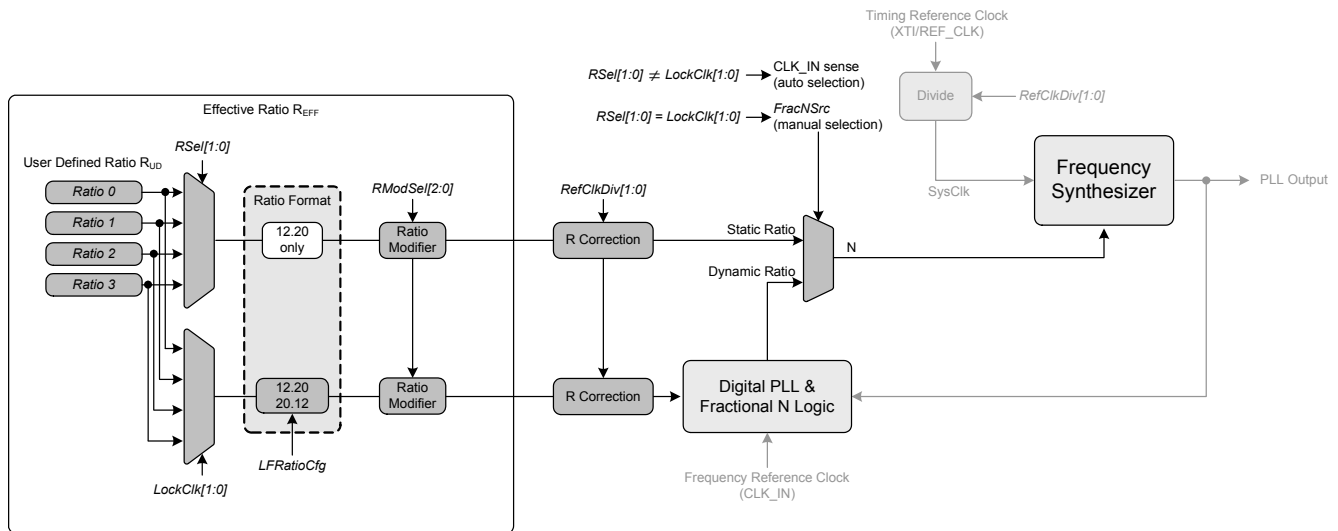 Timing Reference Clock
(XTI/REF_CLK)
RSel[1:0] ≠ LockClk[1:0]
CLK_IN sense
(auto selection)
Divide
RefClkDiv[1:0]
RSel[1:0] = LockClk[1:0]
FracNSrc
(manual selection)
Effective Ratio REFF
User Defined Ratio RUD
RSel[1:0]
Ratio 0
Ratio 1
Ratio 2
Ratio 3
Ratio Format
12.20
only
RModSel[2:0]
Ratio
Modifier
RefClkDiv[1:0]
R Correction
Static Ratio
Dynamic Ratio
N
SysClk
Frequency
Synthesizer
PLL Output
12.20
20.12
Ratio
Modifier
R Correction
Digital PLL &
Fractional N Logic
LFRatioCfg
LockClk[1:0]
Frequency Reference Clock
(CLK_IN)